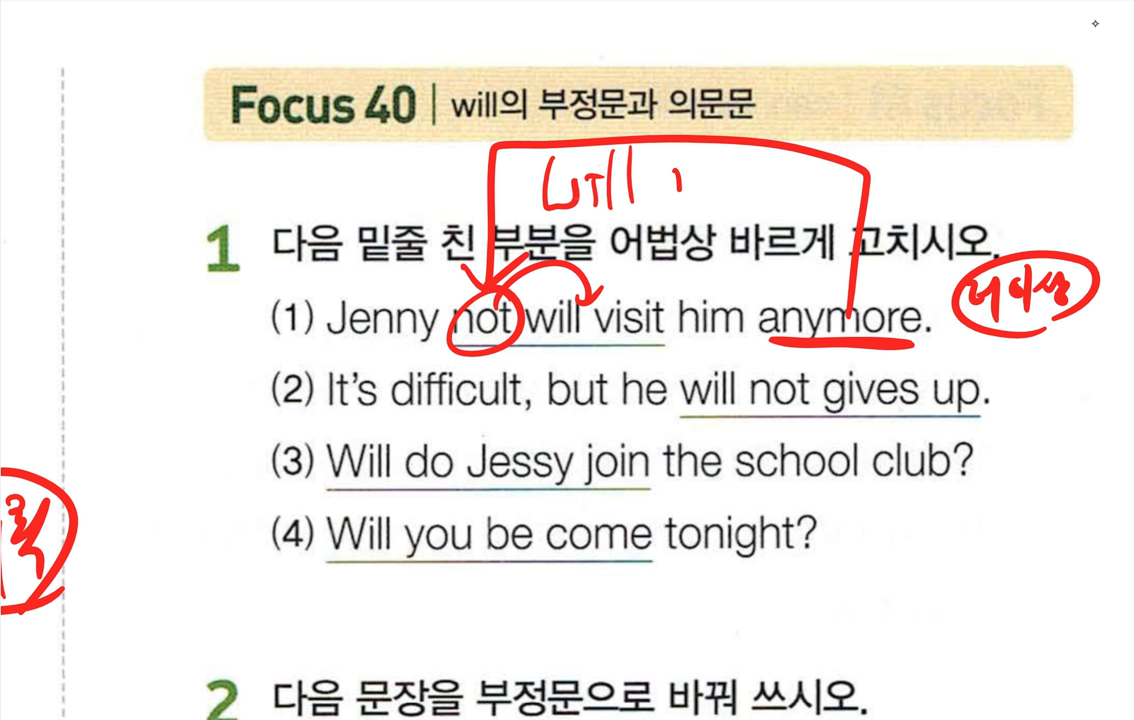 Focus 40 | will의 부정문과 의문문
will
1 다음 밑줄 친 부분을 어법상 바르게 고치시오.
(1) Jenny not will visit him anymore.
더이상
(2) It's difficult, but he will not gives up.
(3) Will do Jessy join the school club?
(4) Will you be come tonight?
2 다음 문장을 부정문으로 바꿔 쓰시오.